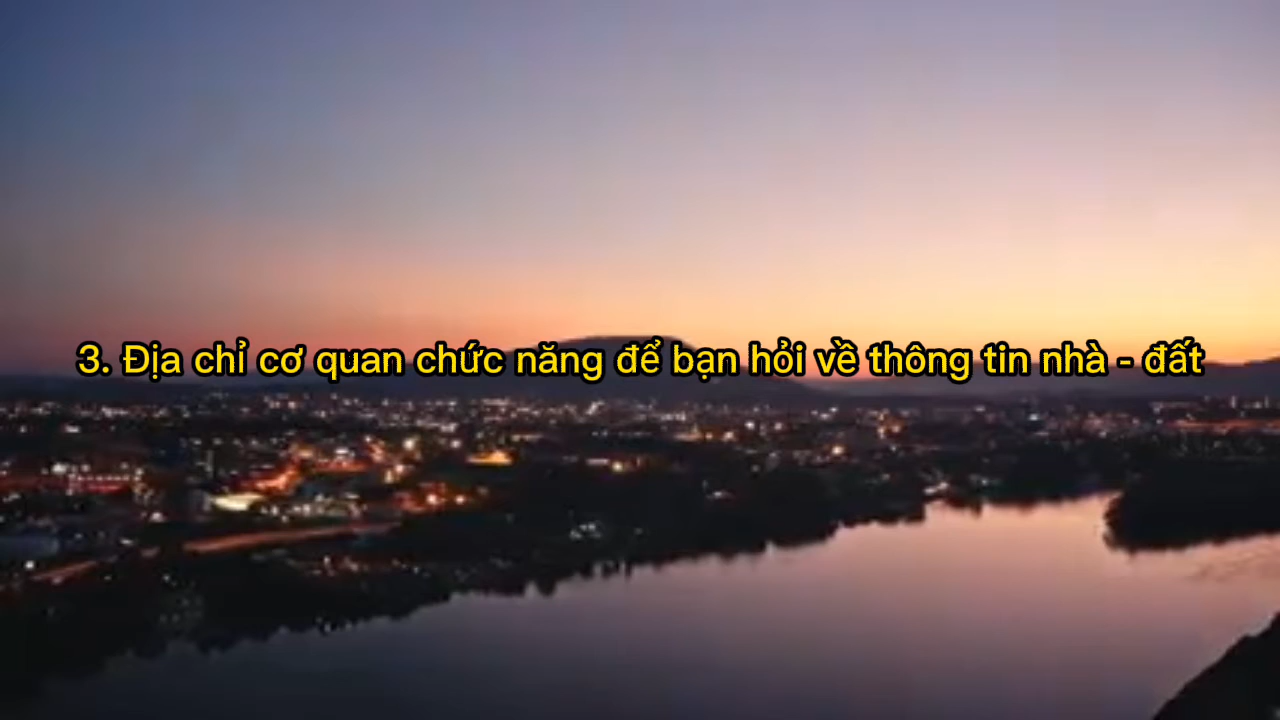 3. Địa chỉ cơ quan chức năng để bạn hỏi về thông tin nhà - đất